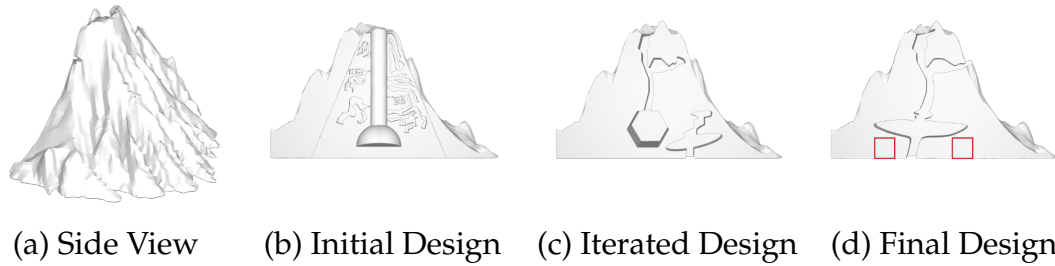 (a) Side View
(b) Initial Design
(c) Iterated Design
(d) Final Design